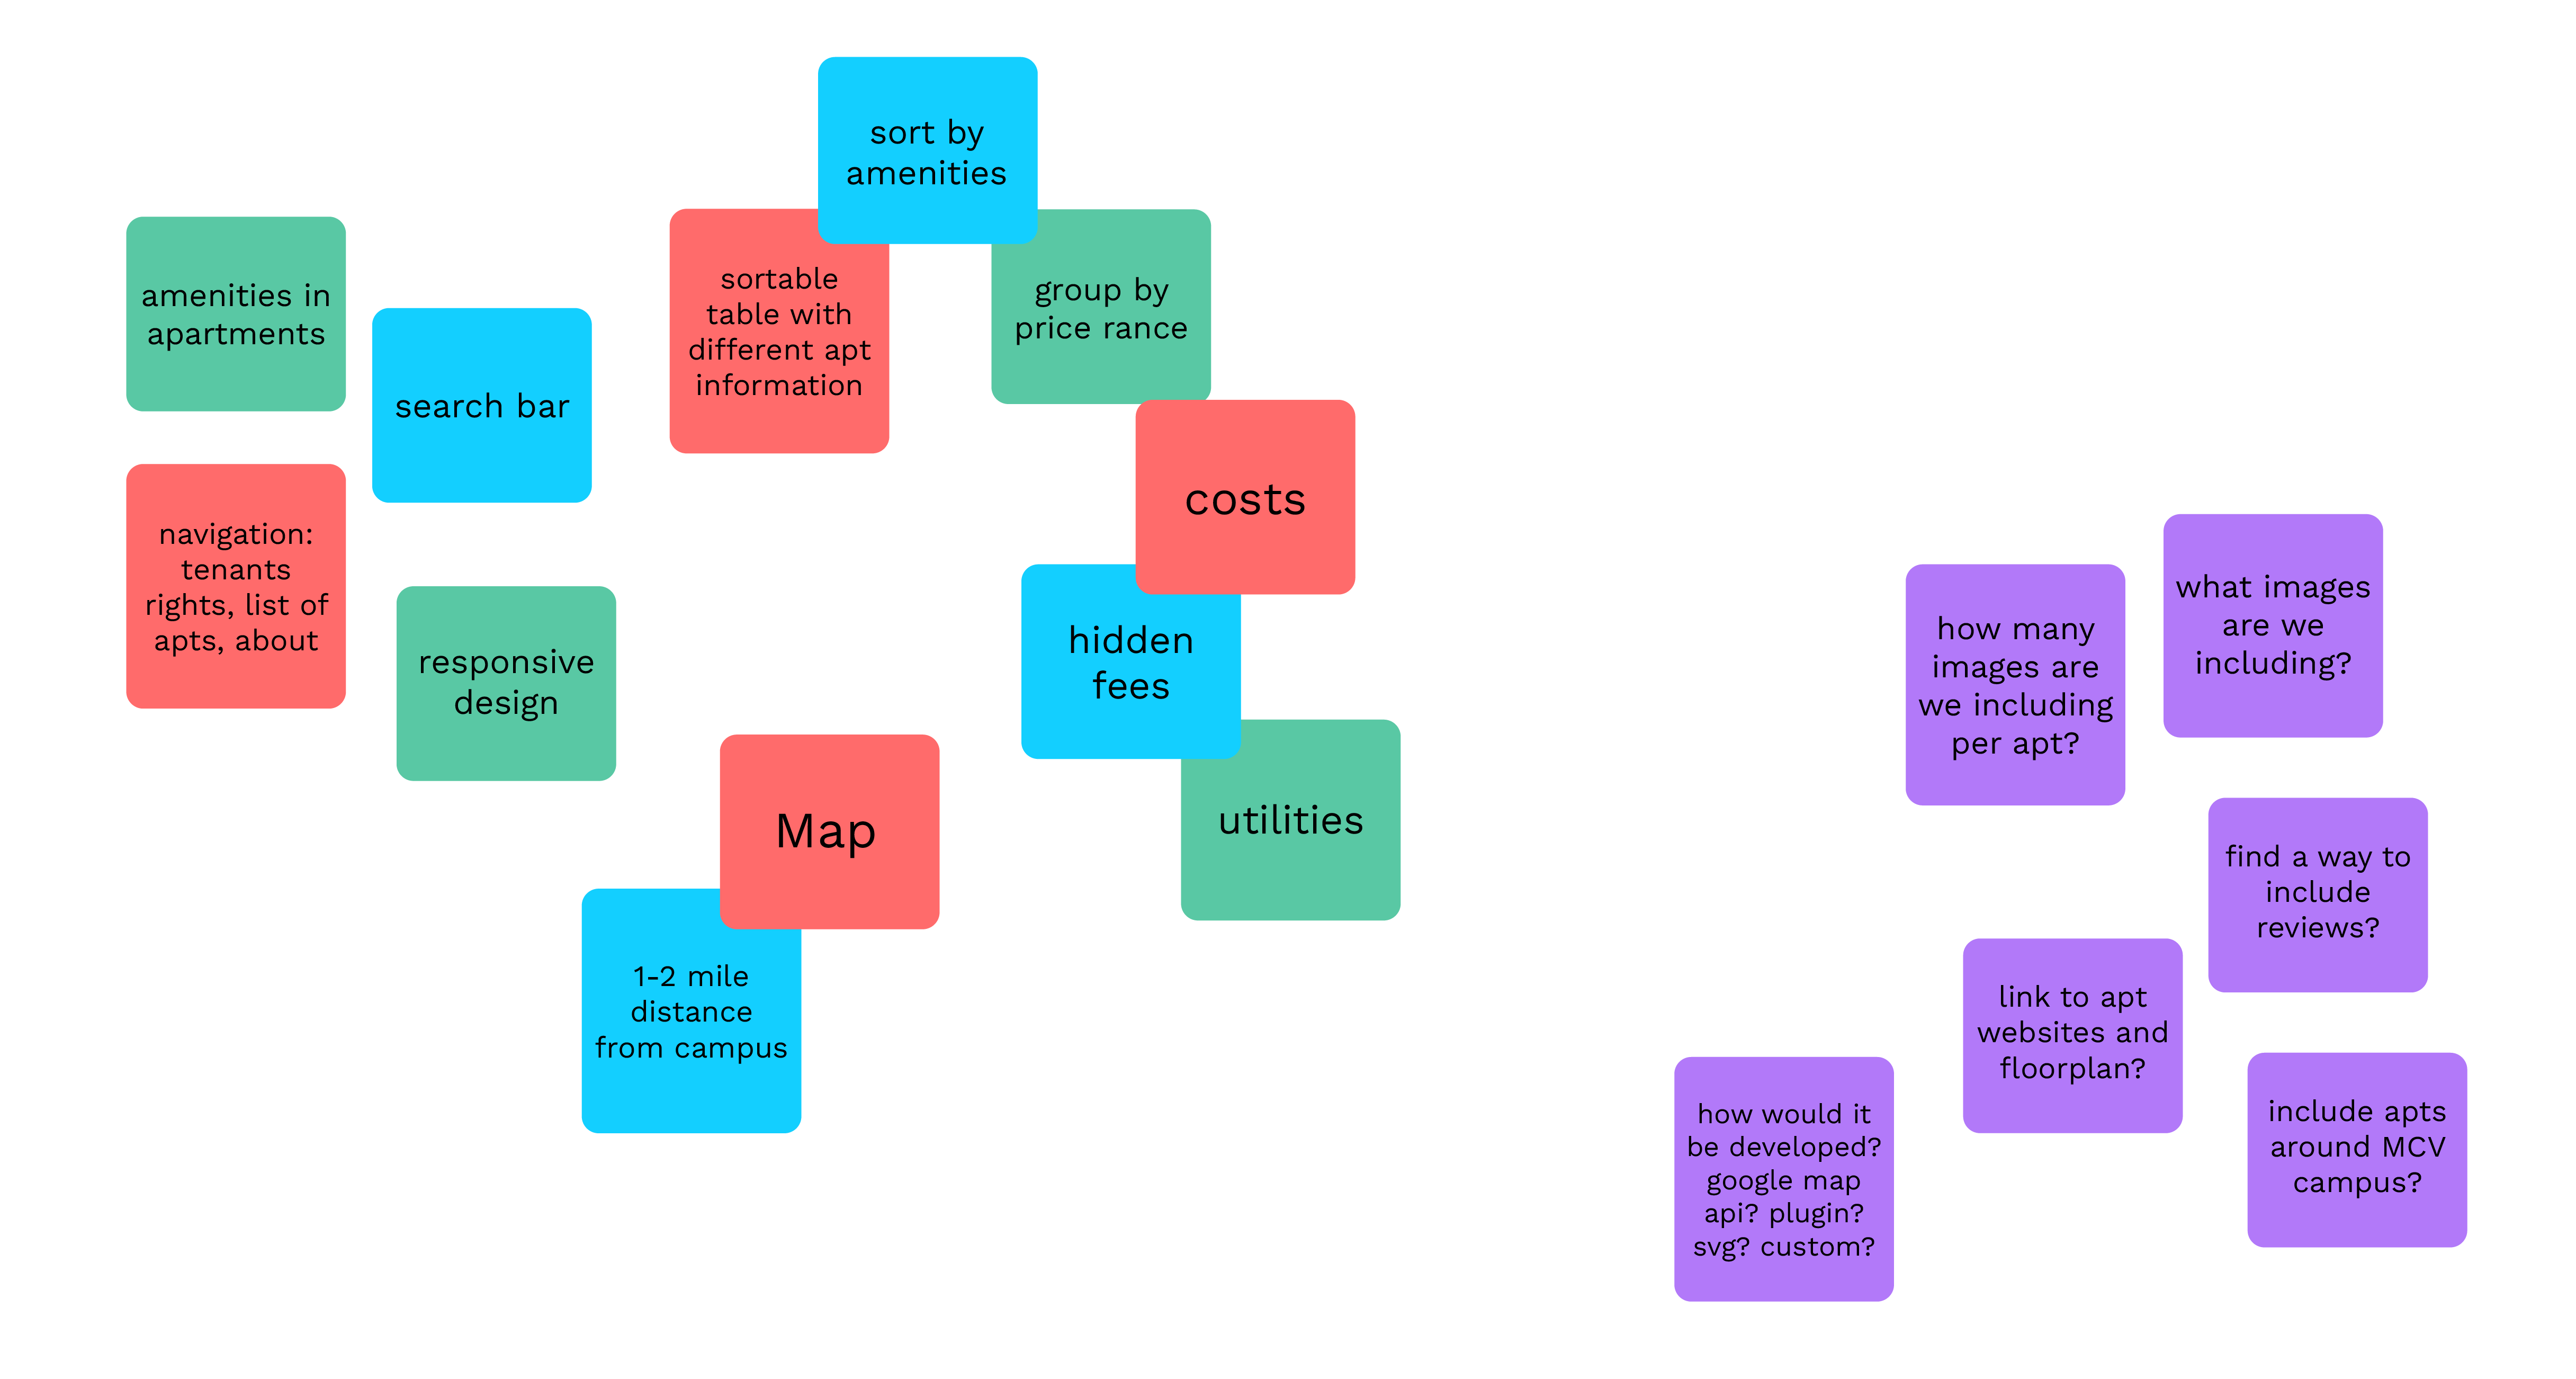 sort by
amenities
amenities in
apartments
search bar
sortable
table with
different apt
information
group by
price rance
costs
navigation:
tenants
rights, list of
apts, about
responsive
design
hidden
fees
utilities
Map
1-2 mile
distance
from campus
how many
images are
we including
per apt?
what images
are we
including?
find a way to
include
reviews?
link to apt
websites and
floorplan?
how would it
be developed?
google map
api? plugin?
svg? custom?
include apts
around MCV
campus?